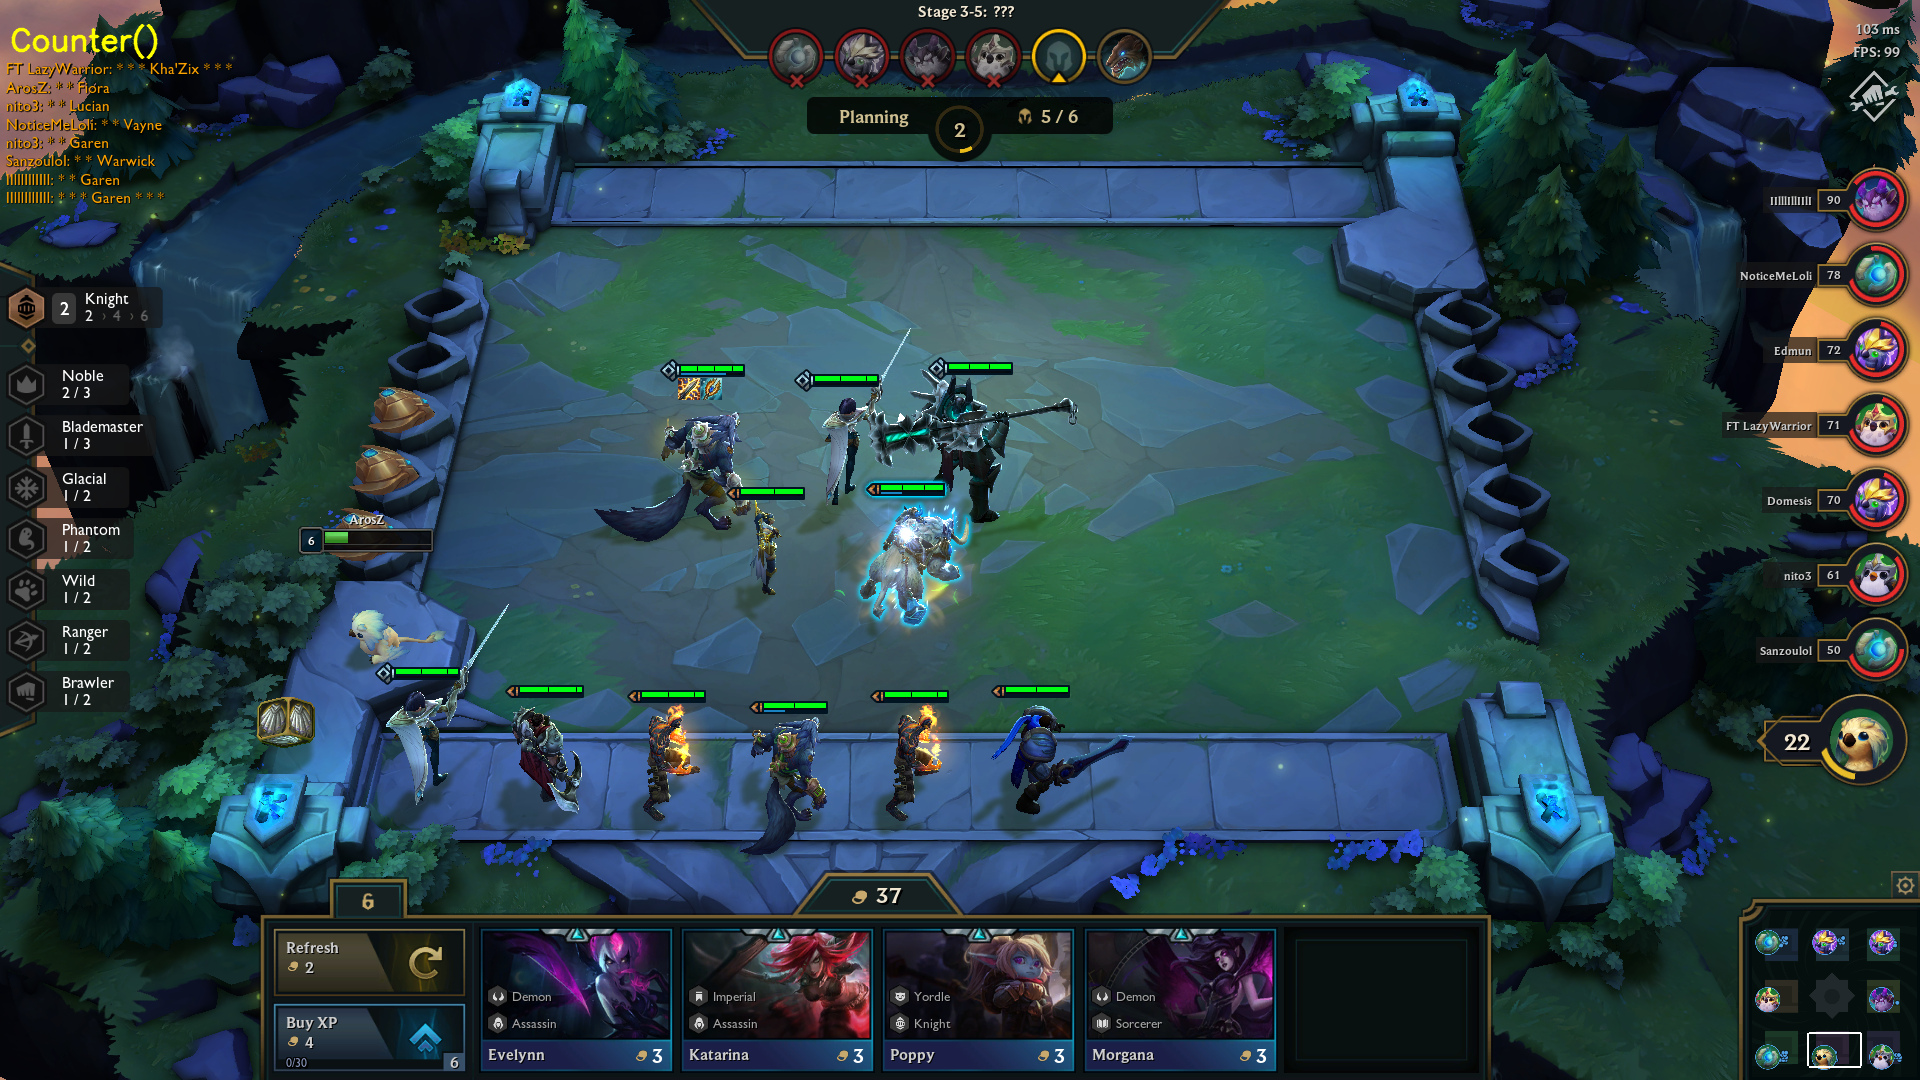 Stage 3-5: ???
103 ms
FPS: 99
Counter()
FT LazyWarrior: * * * Kha'Zix * * *
ArosZ: * * Fiora
nito3: * * Lucian
NoticeMeLoli: * * Vayne
nito3: * * Garen
Sanzoulol: * * Warwick
llllllllllll: * * Garen
llllllllllll: * * * Garen * * *
Planning
2
5 / 6
2
Knight
2 › 4 › 6
Noble
2 / 3
Blademaster
1 / 3
Glacial
1 / 2
Phantom
1 / 2
Wild
1 / 2
Ranger
1 / 2
Brawler
1 / 2
90
NoticeMeLoli 78
Edmun 72
FT LazyWarrior 71
Domesis 70
nito3 61
Sanzoulol 50
22
ArosZ
6
6
37
Refresh
2
Buy XP
4
0/30
6
Demon
Assassin
Evelynn 3
Imperial
Assassin
Katarina 3
Yordle
Knight
Poppy 3
Demon
Sorcerer
Morgana 3